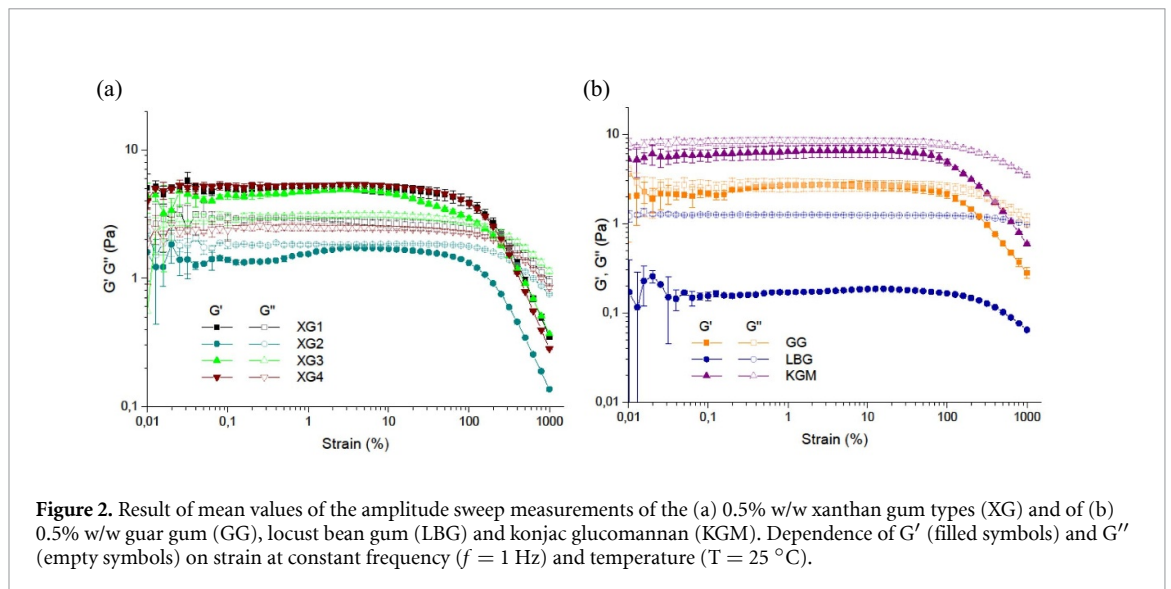 (a)
10
1
0,1
G', G'' (Pa)
G' G''
XG1
XG2
XG3
XG4
0,01 0,1 1 10 100 1000
Strain (%)
(b)
10
1
0,1
0,01
G', G'' (Pa)
G' G''
GG
LBG
KGM
0,01 0,1 1 10 100 1000
Strain (%)
Figure 2. Result of mean values of the amplitude sweep measurements of the (a) 0.5% w/w xanthan gum types (XG) and of (b)
0.5% w/w guar gum (GG), locust bean gum (LBG) and konjac glucomannan (KGM). Dependence of G′ (filled symbols) and G′′
(empty symbols) on strain at constant frequency (f = 1 Hz) and temperature (T = 25 °C).